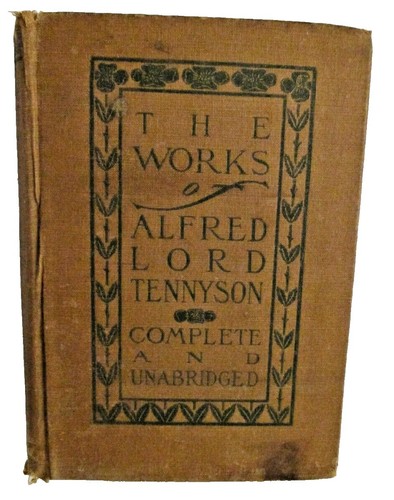 THE
WORKS
OF
ALFRED
LORD
TENNYSON
COMPLETE
AND
UNABRIDGED